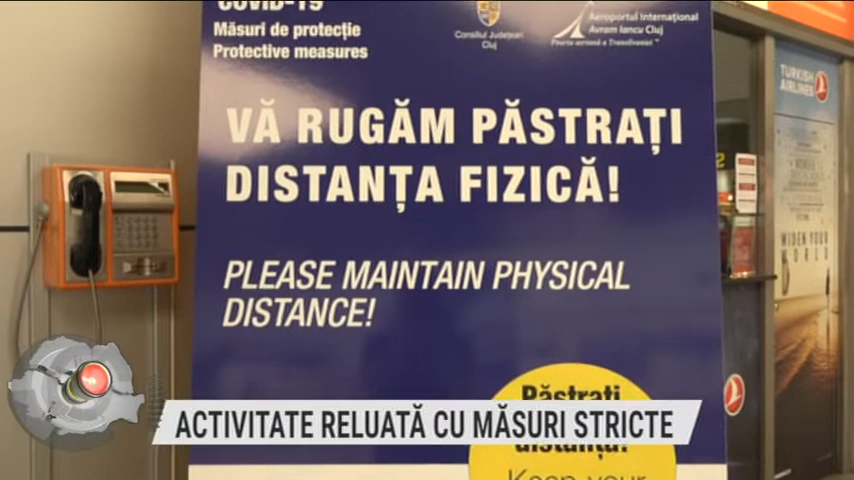 COVID-19
Măsuri de protecție
Protective measures
Consiliul Județean
Cluj
Aeroportul Internațional
Avram Iancu Cluj
Poarta aeriană a Transilvaniei
VĂ RUGĂM PĂSTRAȚI
DISTANȚA FIZICĂ!
PLEASE MAINTAIN PHYSICAL
DISTANCE!
TURKISH
AIRLINES
WIDEN YOUR
WORLD
Păstrați
distanța!
Keep your
ACTIVITATE RELUATĂ CU MĂSURI STRICTE